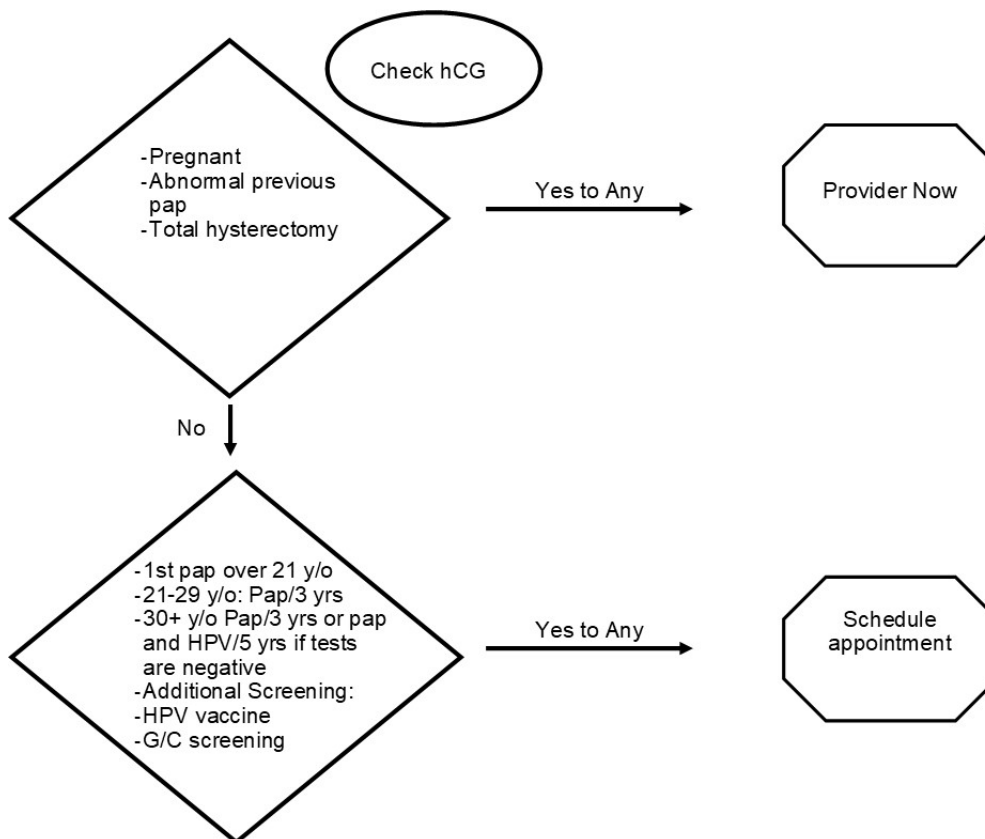 Check hCG
-Pregnant
-Abnormal previous
pap
-Total hysterectomy
Yes to Any
Provider Now
No
-1st pap over 21 y/o
-21-29 y/o: Pap/3 yrs
-30+ y/o Pap/3 yrs or pap
and HPV/5 yrs if tests
are negative
-Additional Screening:
-HPV vaccine
-G/C screening
Yes to Any
Schedule
appointment